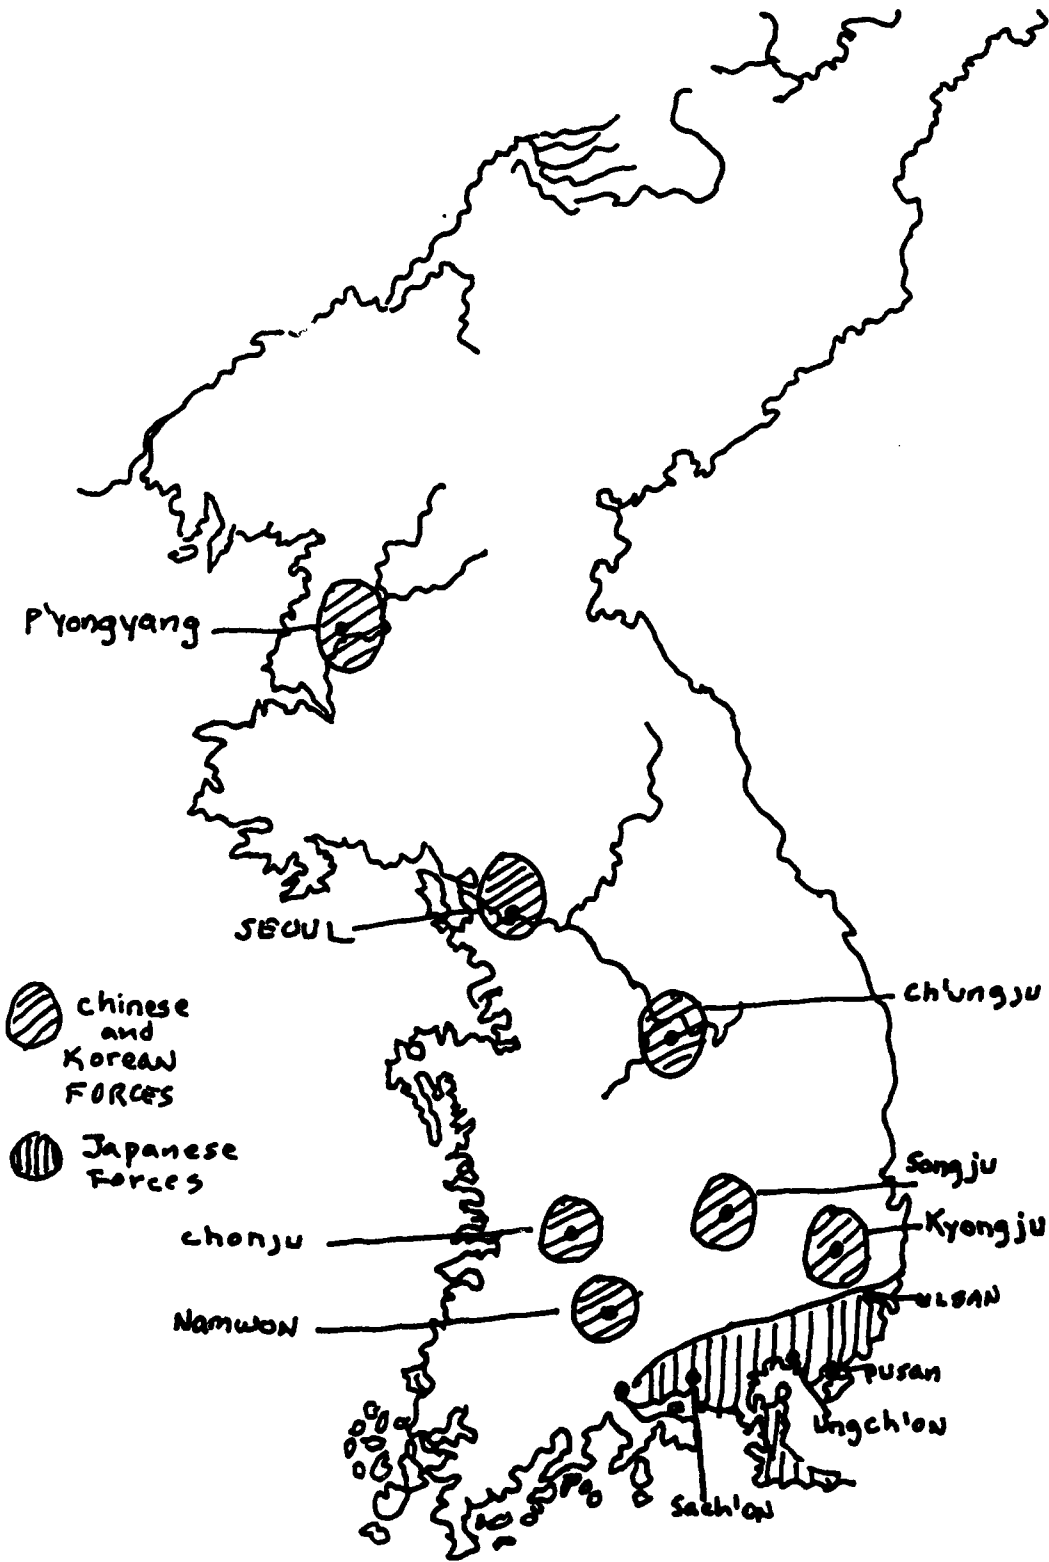 P'yongyang
SEOUL
Ch'ungju
chinese
and
Korean
FORCES
Japanese
Forces
Songju
Kyongju
chonju
ULSAN
Namwon
pusan
Ungch'on
Sach'on